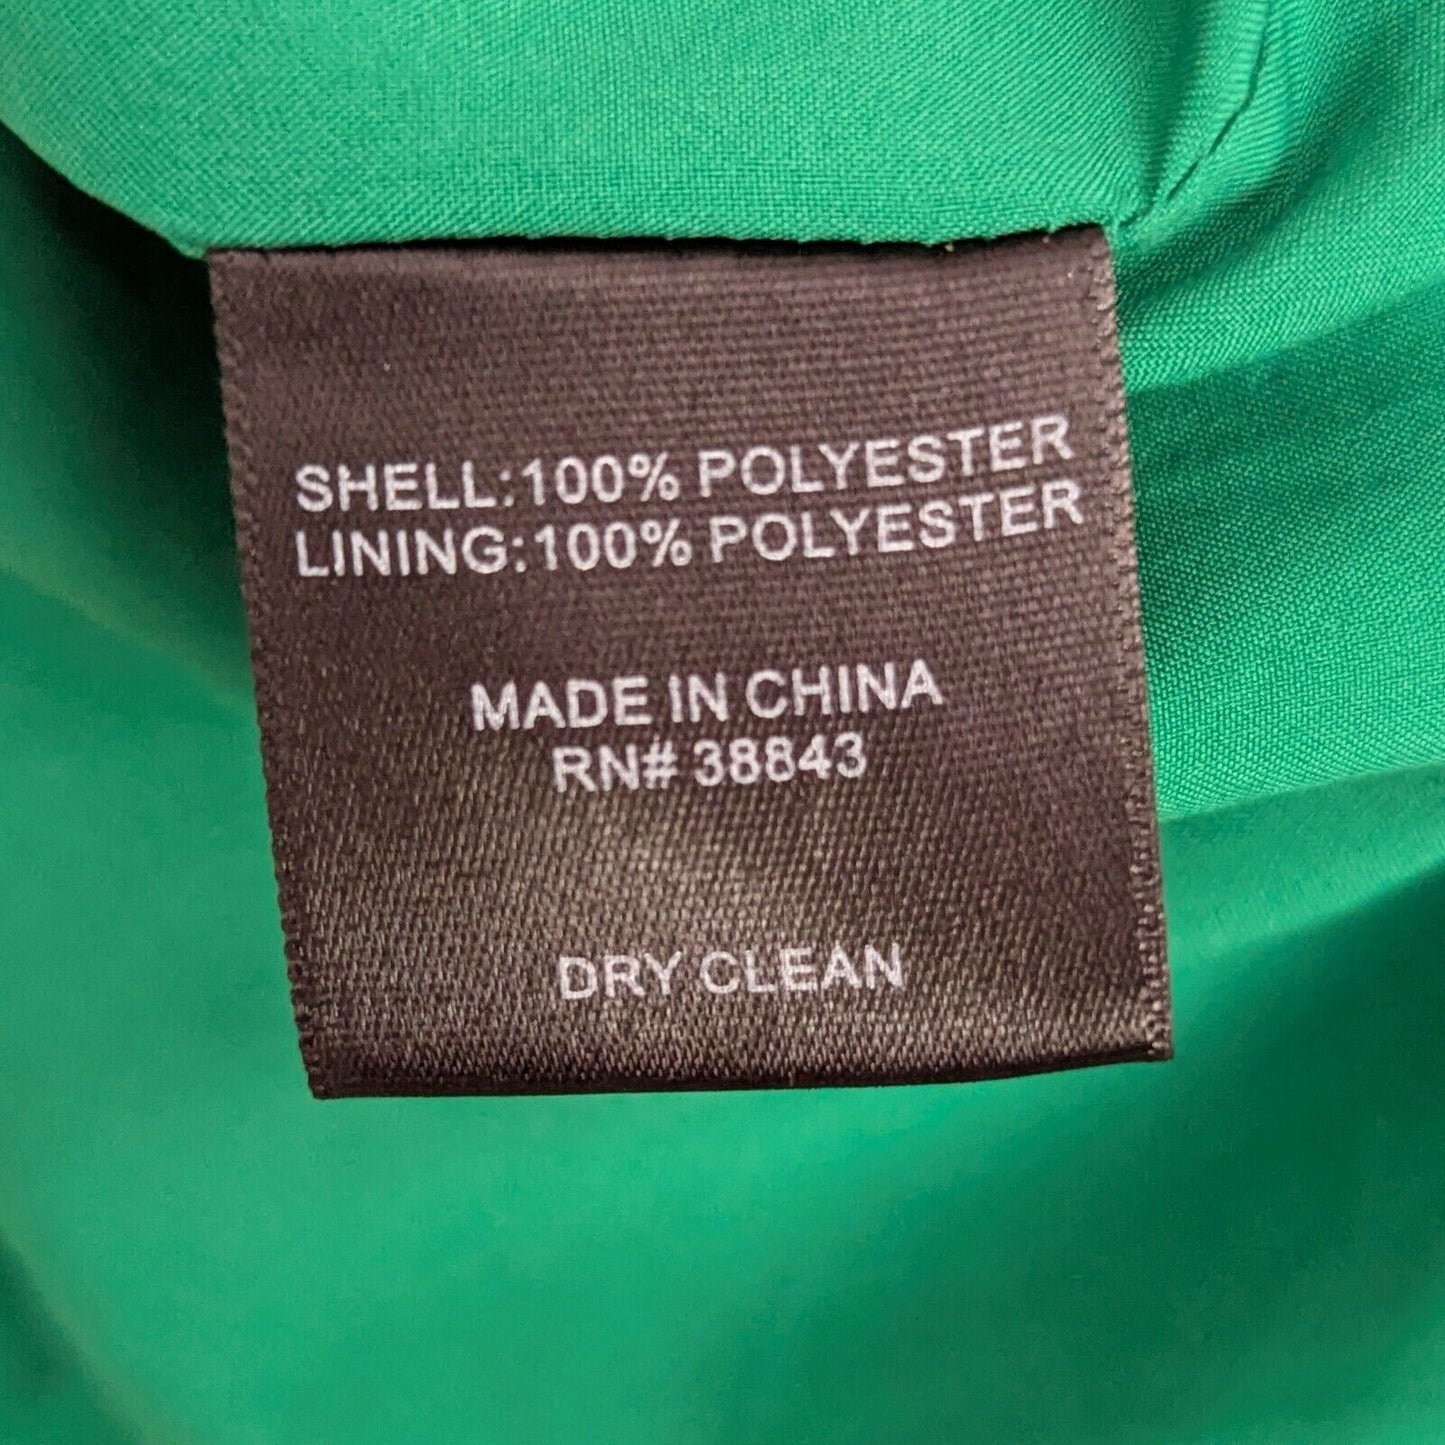 SHELL:100% POLYESTER
LINING:100% POLYESTER
MADE IN CHINA
RN# 38843
DRY CLEAN